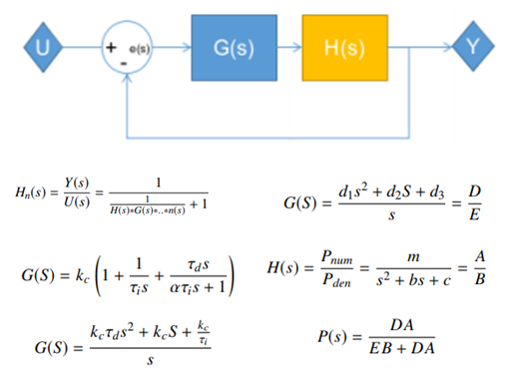 U + e(s) - G(s) H(s) Y
H_n(s) = \frac{Y(s)}{U(s)} = \frac{1}{\frac{1}{H(s)*G(s)*..*n(s)} + 1}
G(S) = \frac{d_1 s^2 + d_2 S + d_3}{s} = \frac{D}{E}
G(S) = k_c \left( 1 + \frac{1}{\tau_i s} + \frac{\tau_d s}{\alpha \tau_i s + 1} \right)
H(s) = \frac{P_{num}}{P_{den}} = \frac{m}{s^2 + bs + c} = \frac{A}{B}
G(S) = \frac{k_c \tau_d s^2 + k_c S + \frac{k_c}{\tau_i}}{s}
P(s) = \frac{DA}{EB + DA}